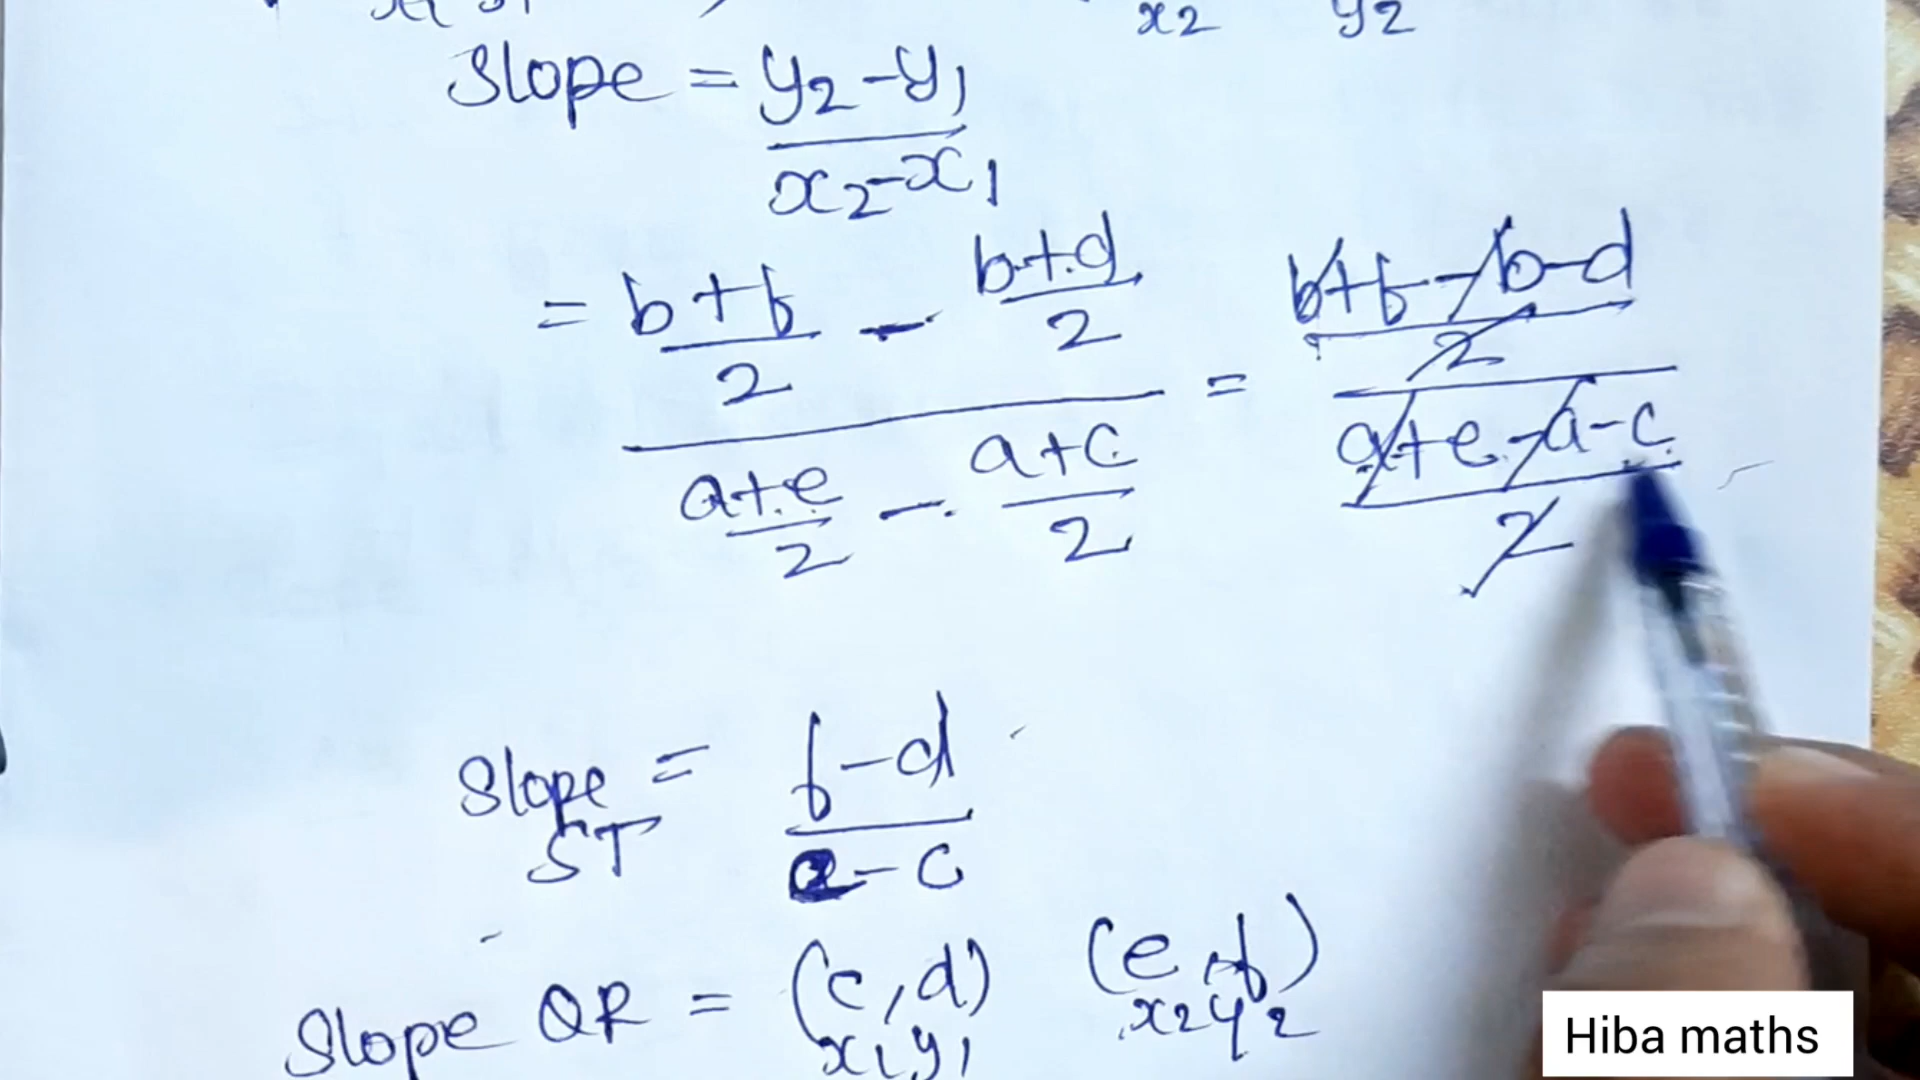 x2 y2
Slope = y2 - y1
x2 - x1
= b+f/2 - b+d/2 = b+f-b-d/2
a+e/2 - a+c/2 a+e-a-c/2
Slope ST = f-d
e-c
Slope QR = (c,d) (e,f)
x1 y1 x2 y2
Hiba maths